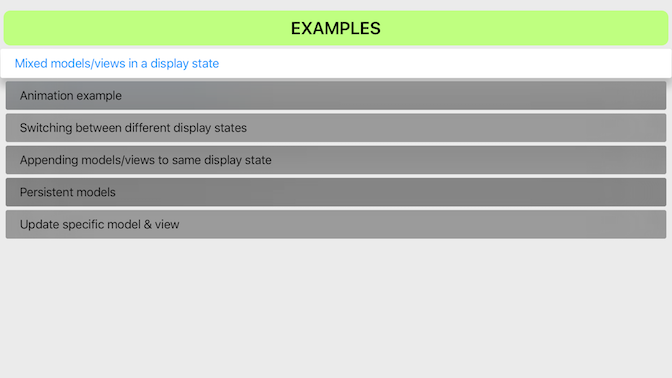 EXAMPLES
Mixed models/views in a display state
Animation example
Switching between different display states
Appending models/views to same display state
Persistent models
Update specific model & view